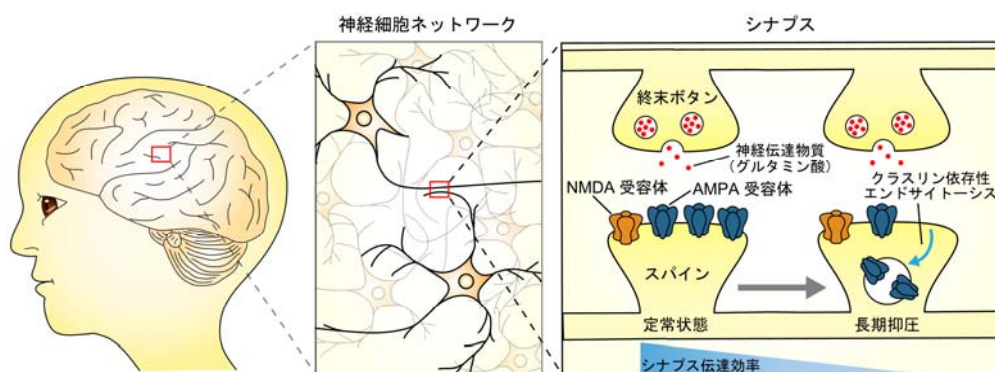 神経細胞ネットワーク
シナプス
終末ボタン
神経伝達物質
(グルタミン酸)
クラスリン依存性
エンドサイトーシス
NMDA 受容体
AMPA 受容体
スパイン
定常状態
長期抑圧
シナプス伝達効率